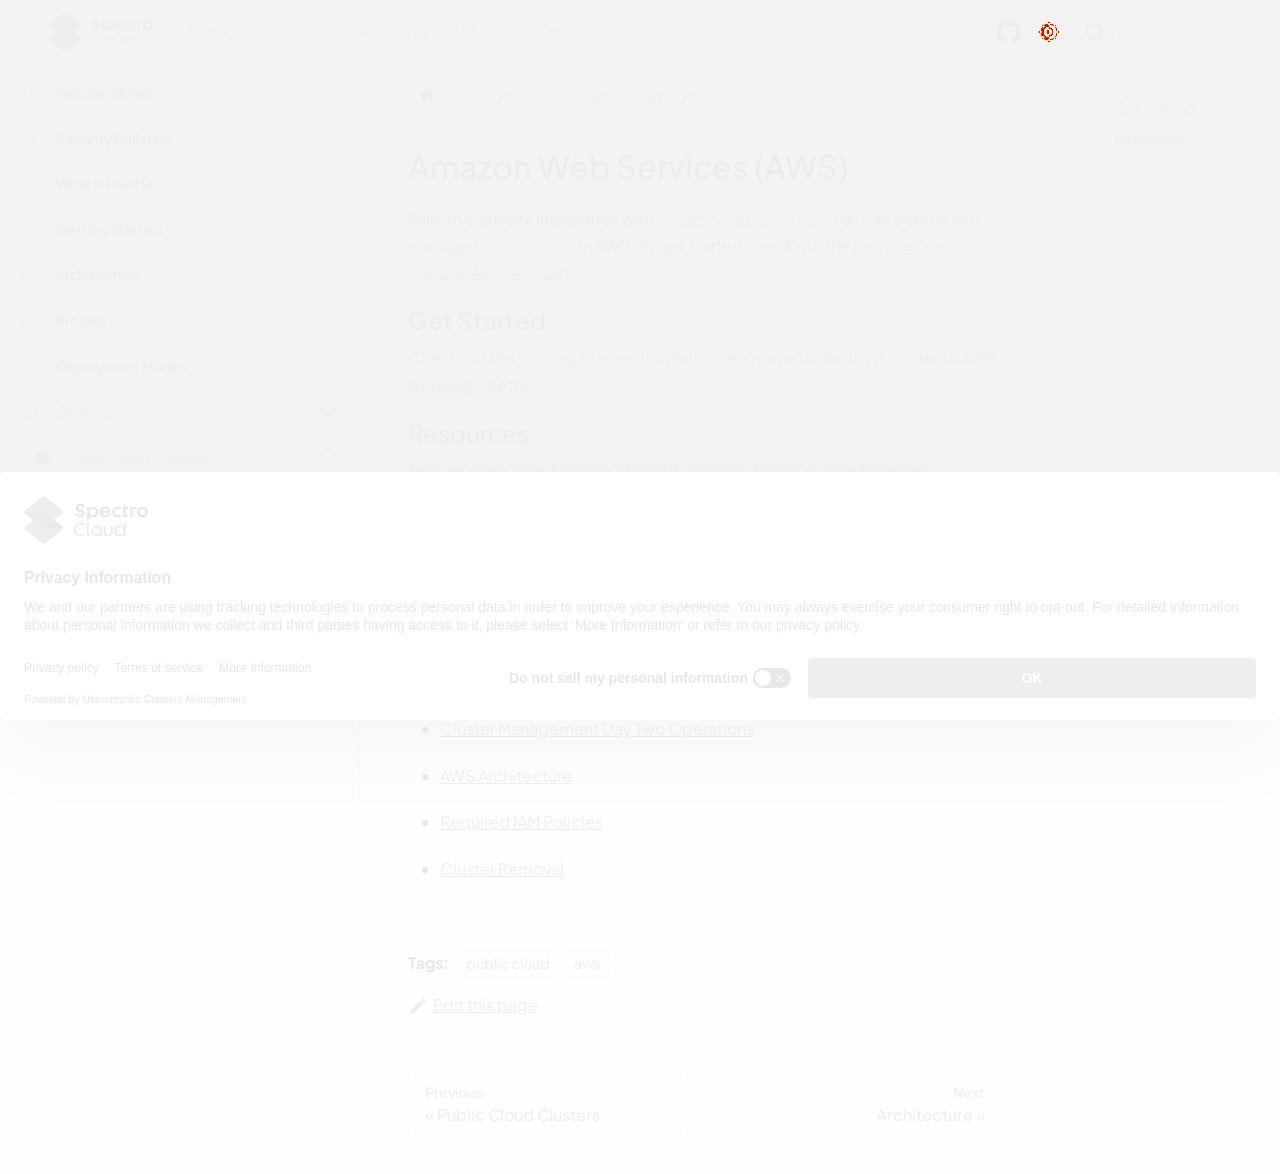 Spectro Cloud
Docs Tutorials Downloads API latest
Search
Release Notes
Security Bulletins
What is Palette?
Getting Started
Architecture
Profiles
Deployment Modes
Clusters
Public Cloud Clusters
Clusters
Public Cloud Clusters
AWS
Get Started
Resources
Amazon Web Services (AWS)
Palette supports integration with Amazon Web Services. You can deploy and
manage Host Clusters in AWS. To get started check out the Register and
Manage AWS Accounts.
Get Started
Check out the Getting Started tutorials to learn how to deploy a cluster to AWS
by using Palette.
Resources
To learn more about Palette and AWS clusters, check out the following
Spectro Cloud
Privacy Information
We and our partners are using tracking technologies to process personal data in order to improve your experience. You may always exercise your consumer right to opt-out. For detailed information
about personal information we collect and third parties having access to it, please select 'More Information' or refer to our privacy policy.
Privacy policy Terms of service More Information
Powered by Usercentrics Consent Management
Do not sell my personal information
OK
Cluster Management Day Two Operations
AWS Architecture
Required IAM Policies
Cluster Removal
Tags: public cloud aws
Edit this page
Previous
« Public Cloud Clusters
Next
Architecture »